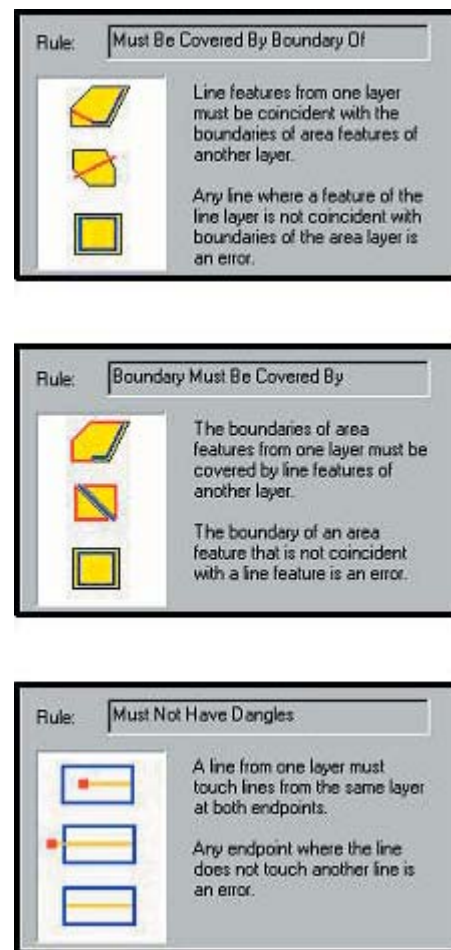 Rule: Must Be Covered By Boundary Of
Line features from one layer
must be coincident with the
boundaries of area features of
another layer.
Any line where a feature of the
line layer is not coincident with
boundaries of the area layer is
an error.
Rule: Boundary Must Be Covered By
The boundaries of area
features from one layer must be
covered by line features of
another layer.
The boundary of an area
feature that is not coincident
with a line feature is an error.
Rule: Must Not Have Dangles
A line from one layer must
touch lines from the same layer
at both endpoints.
Any endpoint where the line
does not touch another line is
an error.